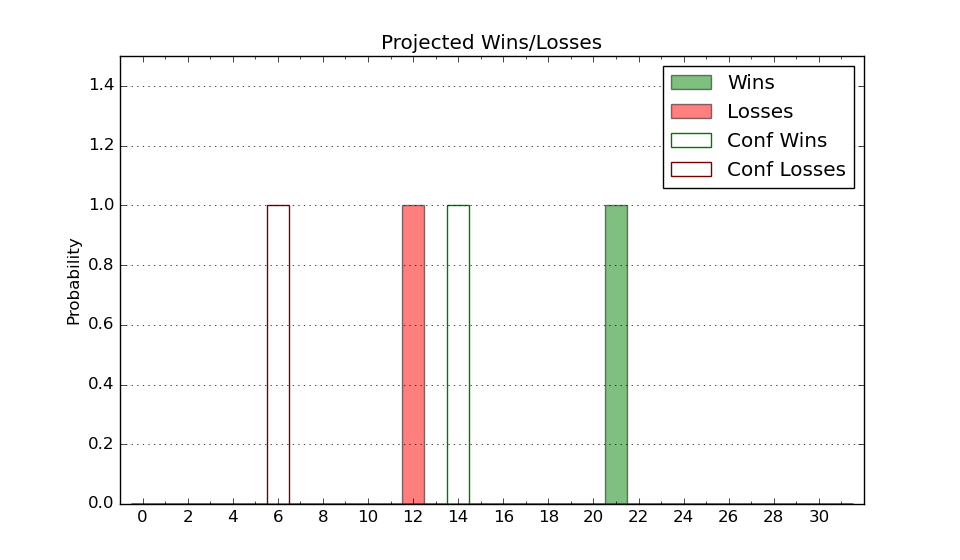 Projected Wins/Losses
Wins
Losses
Conf Wins
Conf Losses
Probability
1.4
1.2
1.0
0.8
0.6
0.4
0.2
0.0
0 2 4 6 8 10 12 14 16 18 20 22 24 26 28 30